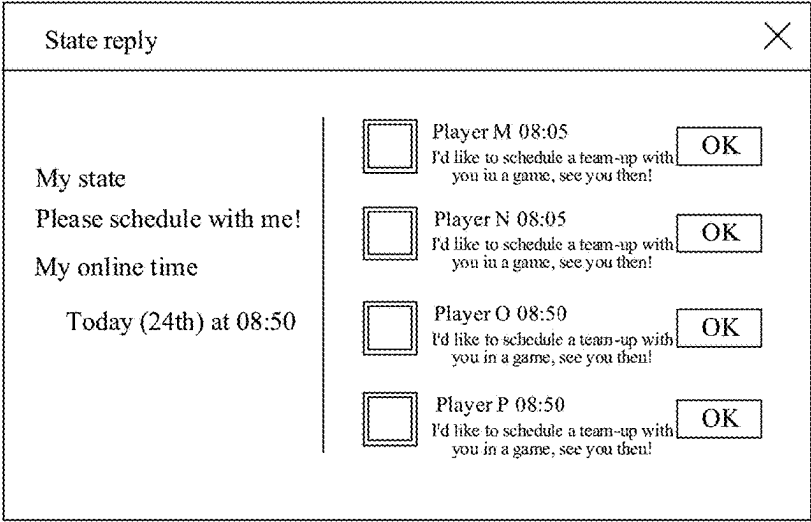 State reply
My state
Please schedule with me!
My online time
Today (24th) at 08:50
Player M 08:05
I'd like to schedule a team-up with
you in a game, see you then!
OK
Player N 08:05
I'd like to schedule a team-up with
you in a game, see you then!
OK
Player O 08:50
I'd like to schedule a team-up with
you in a game, see you then!
OK
Player P 08:50
I'd like to schedule a team-up with
you in a game, see you then!
OK